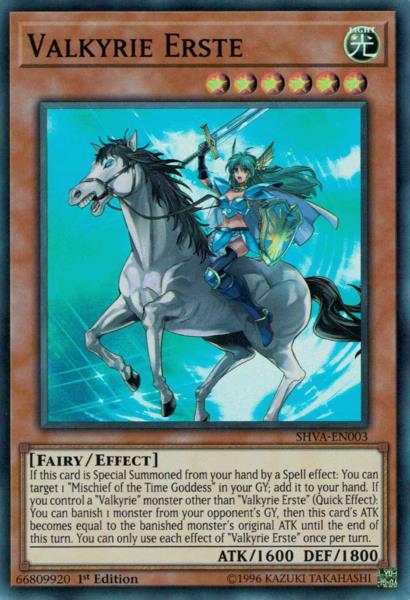 VALKYRIE ERSTE
LIGHT
光
SHVA-EN003
[FAIRY/EFFECT]
If this card is Special Summoned from your hand by a Spell effect: You can
target 1 "Mischief of the Time Goddess" in your GY; add it to your hand. If
you control a "Valkyrie" monster other than "Valkyrie Erste" (Quick Effect):
You can banish 1 monster from your opponent's GY, then this card's ATK
becomes equal to the banished monster's original ATK until the end of
this turn. You can only use each effect of "Valkyrie Erste" once per turn.
ATK/1600 DEF/1800
66809920 1st Edition ©1996 KAZUKI TAKAHASHI